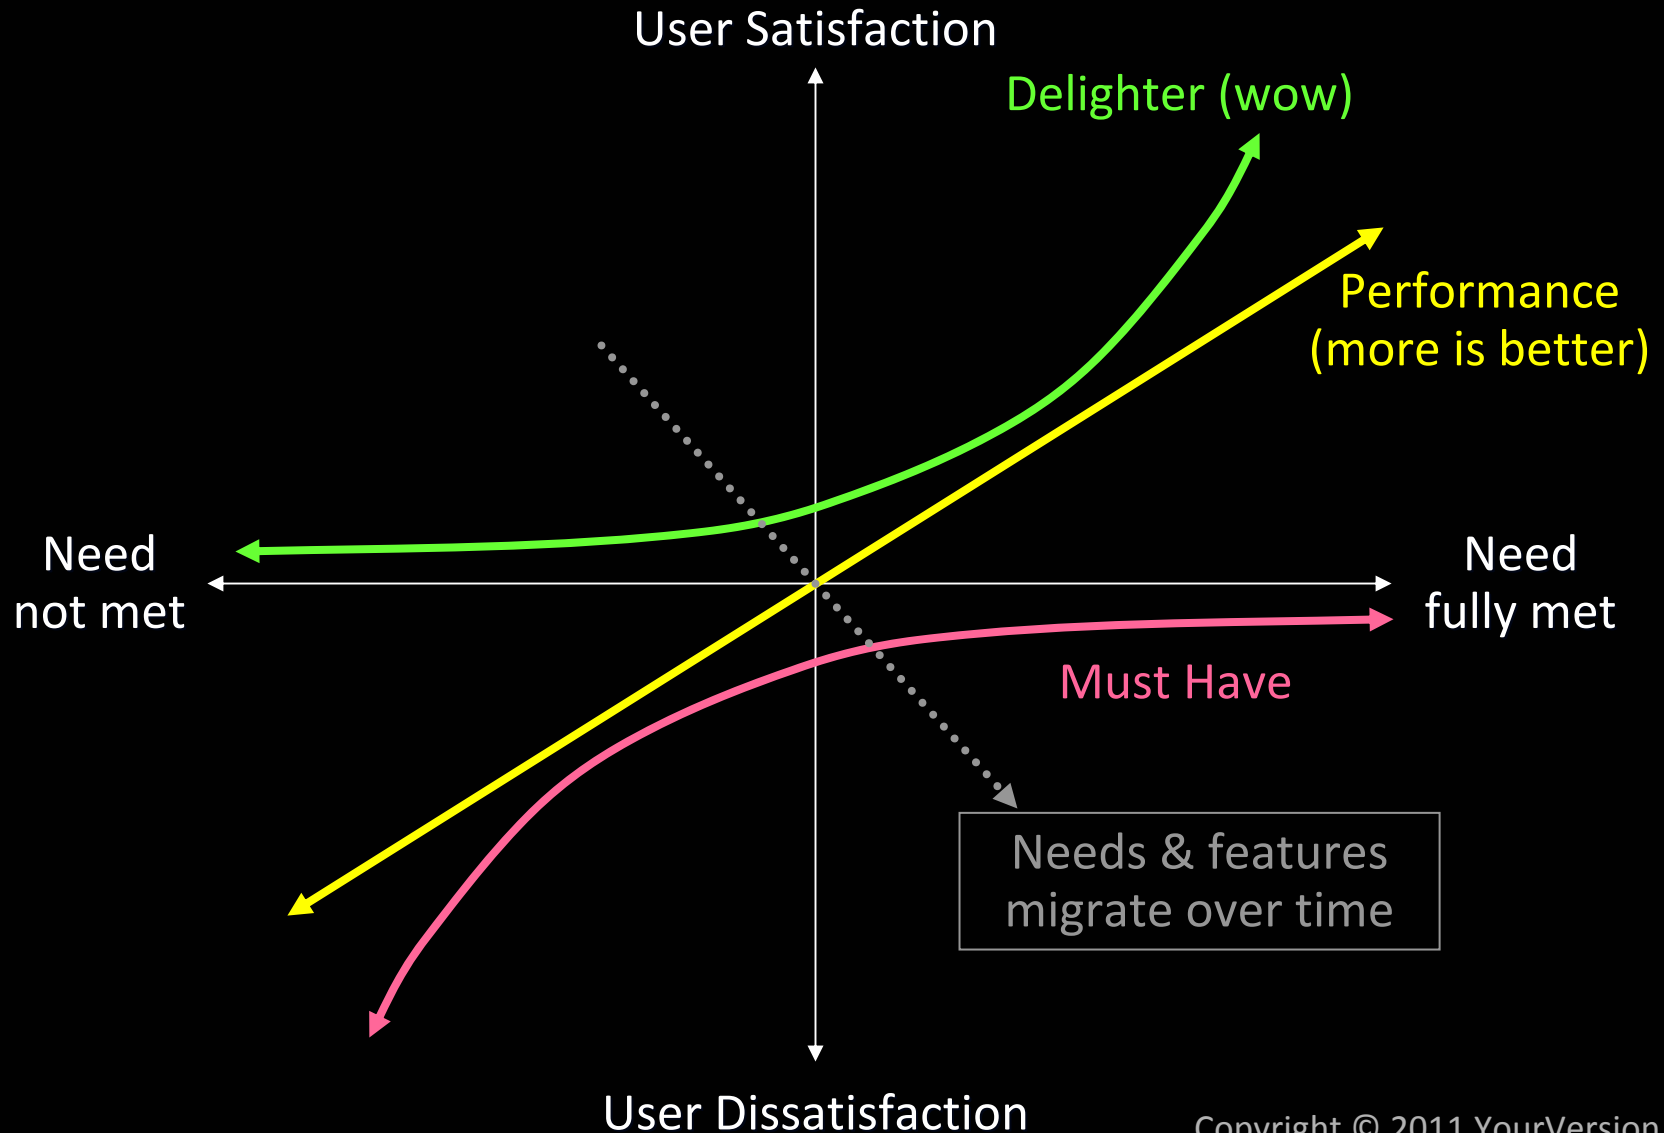 User Satisfaction
Delighter (wow)
Performance
(more is better)
Need
not met
Need
fully met
Must Have
Needs & features
migrate over time
User Dissatisfaction
Copyright © 2011 YourVersion